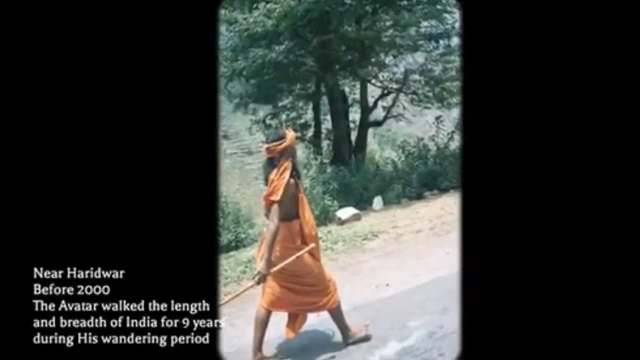 Near Haridwar
Before 2000
The Avatar walked the length
and breadth of India for 9 years
during His wandering period